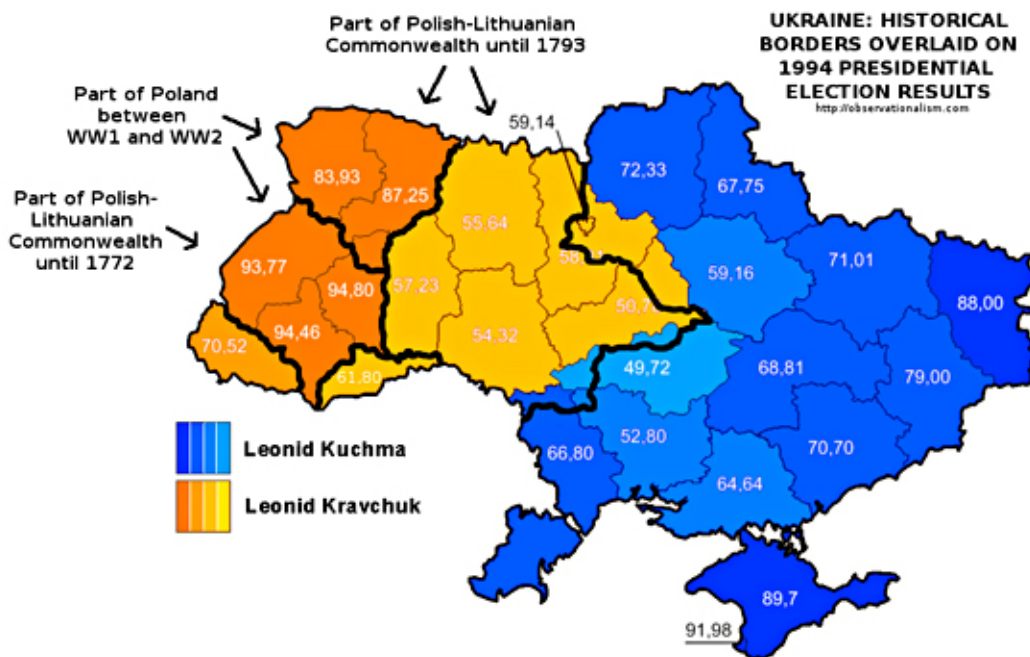 Part of Polish-Lithuanian
Commonwealth until 1793
UKRAINE: HISTORICAL
BORDERS OVERLAID ON
1994 PRESIDENTIAL
ELECTION RESULTS
http://observationalism.com
Part of Poland
between
WW1 and WW2
Part of Polish-
Lithuanian
Commonwealth
until 1772
59,14
83,93
87,25
72,33
67,75
55,64
93,77
94,80
57,23
59,16
71,01
88,00
94,46
70,52
54,32
61,80
49,72
68,81
79,00
66,80
52,80
70,70
64,64
89,7
91,98
Leonid Kuchma
Leonid Kravchuk